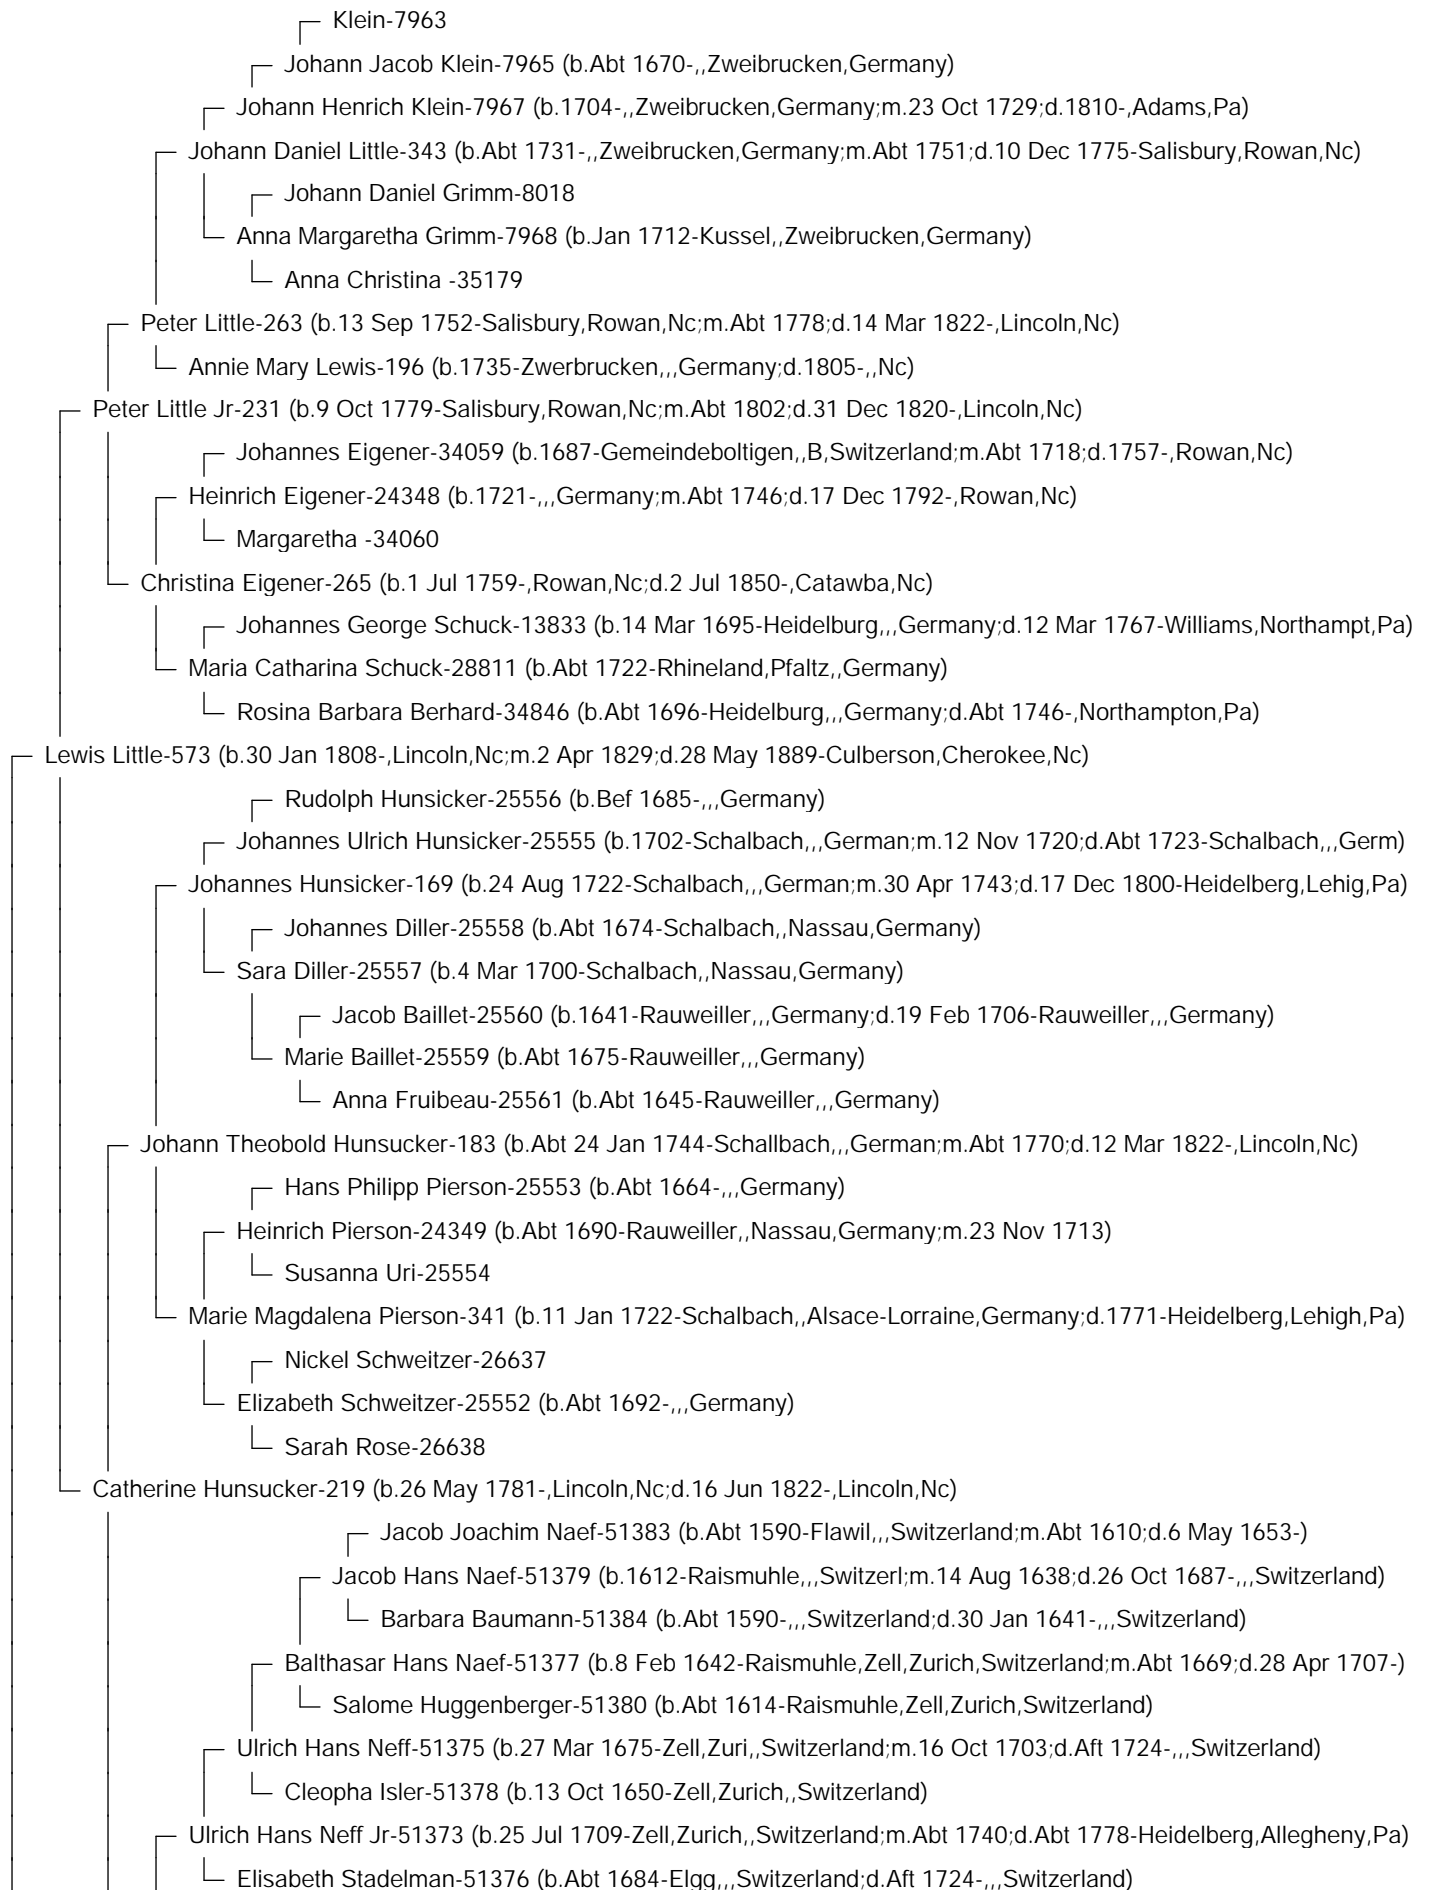 Klein-7963
Johann Jacob Klein-7965 (b.Abt 1670-,,Zweibrucken,Germany)
Johann Henrich Klein-7967 (b.1704-,,Zweibrucken,Germany;m.23 Oct 1729;d.1810-,Adams,Pa)
Johann Daniel Little-343 (b.Abt 1731-,,Zweibrucken,Germany;m.Abt 1751;d.10 Dec 1775-Salisbury,Rowan,Nc)
Johann Daniel Grimm-8018
Anna Margaretha Grimm-7968 (b.Jan 1712-Kussel,,Zweibrucken,Germany)
Anna Christina -35179
Peter Little-263 (b.13 Sep 1752-Salisbury,Rowan,Nc;m.Abt 1778;d.14 Mar 1822-,Lincoln,Nc)
Annie Mary Lewis-196 (b.1735-Zwerbrucken,,,Germany;d.1805-,,Nc)
Peter Little Jr-231 (b.9 Oct 1779-Salisbury,Rowan,Nc;m.Abt 1802;d.31 Dec 1820-,Lincoln,Nc)
Johannes Eigener-34059 (b.1687-Gemeindeboltigen,,B,Switzerland;m.Abt 1718;d.1757-,Rowan,Nc)
Heinrich Eigener-24348 (b.1721-,,,Germany;m.Abt 1746;d.17 Dec 1792-,Rowan,Nc)
Margaretha -34060
Christina Eigener-265 (b.1 Jul 1759-,Rowan,Nc;d.2 Jul 1850-,Catawba,Nc)
Johannes George Schuck-13833 (b.14 Mar 1695-Heidelburg,,,Germany;d.12 Mar 1767-Williams,Northampt,Pa)
Maria Catharina Schuck-28811 (b.Abt 1722-Rhineland,Pfaltz,,Germany)
Rosina Barbara Berhard-34846 (b.Abt 1696-Heidelburg,,,Germany;d.Abt 1746-,Northampton,Pa)
Lewis Little-573 (b.30 Jan 1808-,Lincoln,Nc;m.2 Apr 1829;d.28 May 1889-Culberson,Cherokee,Nc)
Rudolph Hunsicker-25556 (b.Bef 1685-,,,Germany)
Johannes Ulrich Hunsicker-25555 (b.1702-Schalbach,,,German;m.12 Nov 1720;d.Abt 1723-Schalbach,,,Germ)
Johannes Hunsicker-169 (b.24 Aug 1722-Schalbach,,,German;m.30 Apr 1743;d.17 Dec 1800-Heidelberg,Lehig,Pa)
Johannes Diller-25558 (b.Abt 1674-Schalbach,,Nassau,Germany)
Sara Diller-25557 (b.4 Mar 1700-Schalbach,,Nassau,Germany)
Jacob Baillet-25560 (b.1641-Rauweiller,,,Germany;d.19 Feb 1706-Rauweiller,,,Germany)
Marie Baillet-25559 (b.Abt 1675-Rauweiller,,,Germany)
Anna Fruibeau-25561 (b.Abt 1645-Rauweiller,,,Germany)
Johann Theobold Hunsucker-183 (b.Abt 24 Jan 1744-Schallbach,,,German;m.Abt 1770;d.12 Mar 1822-,Lincoln,Nc)
Hans Philipp Pierson-25553 (b.Abt 1664-,,,Germany)
Heinrich Pierson-24349 (b.Abt 1690-Rauweiller,,Nassau,Germany;m.23 Nov 1713)
Susanna Uri-25554
Marie Magdalena Pierson-341 (b.11 Jan 1722-Schalbach,,Alsace-Lorraine,Germany;d.1771-Heidelberg,Lehigh,Pa)
Nickel Schweitzer-26637
Elizabeth Schweitzer-25552 (b.Abt 1692-,,,Germany)
Sarah Rose-26638
Catherine Hunsucker-219 (b.26 May 1781-,Lincoln,Nc;d.16 Jun 1822-,Lincoln,Nc)
Jacob Joachim Naef-51383 (b.Abt 1590-Flawil,,,Switzerland;m.Abt 1610;d.6 May 1653-)
Jacob Hans Naef-51379 (b.1612-Raismuhle,,,Switzerl;m.14 Aug 1638;d.26 Oct 1687-,,,Switzerland)
Barbara Baumann-51384 (b.Abt 1590-,,,Switzerland;d.30 Jan 1641-,,,Switzerland)
Balthasar Hans Naef-51377 (b.8 Feb 1642-Raismuhle,Zell,Zurich,Switzerland;m.Abt 1669;d.28 Apr 1707-)
Salome Huggenberger-51380 (b.Abt 1614-Raismuhle,Zell,Zurich,Switzerland)
Ulrich Hans Neff-51375 (b.27 Mar 1675-Zell,Zuri,,Switzerland;m.16 Oct 1703;d.Aft 1724-,,,Switzerland)
Cleopha Isler-51378 (b.13 Oct 1650-Zell,Zurich,,Switzerland)
Ulrich Hans Neff Jr-51373 (b.25 Jul 1709-Zell,Zurich,,Switzerland;m.Abt 1740;d.Abt 1778-Heidelberg,Allegheny,Pa)
Elisabeth Stadelman-51376 (b.Abt 1684-Elgg,,,Switzerland;d.Aft 1724-,,,Switzerland)